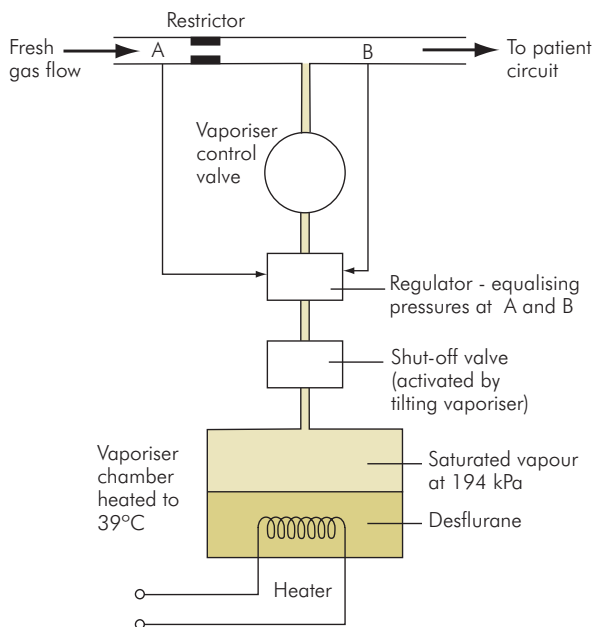 Restrictor
Fresh
gas flow
A
B
To patient
circuit
Vaporiser
control
valve
Regulator - equalising
pressures at A and B
Shut-off valve
(activated by
tilting vaporiser)
Vaporiser
chamber
heated to
39ºC
Saturated vapour
at 194 kPa
Desflurane
Heater